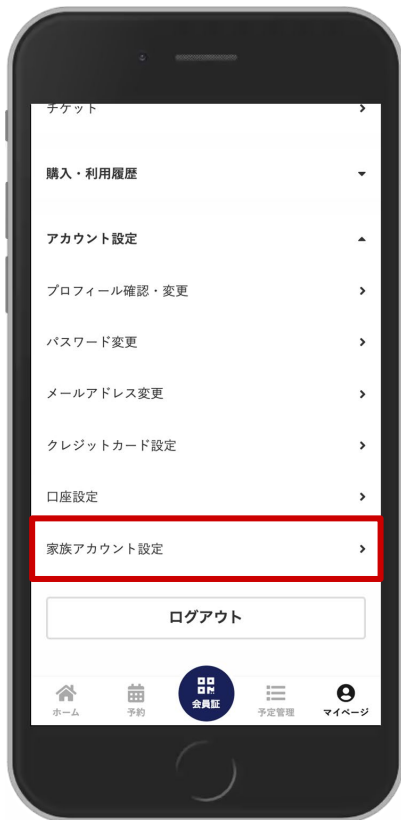 チケット
購入・利用履歴
アカウント設定
プロフィール確認・変更
パスワード変更
メールアドレス変更
クレジットカード設定
口座設定
家族アカウント設定
ログアウト
ホーム
予約
会員証
予定管理
マイページ